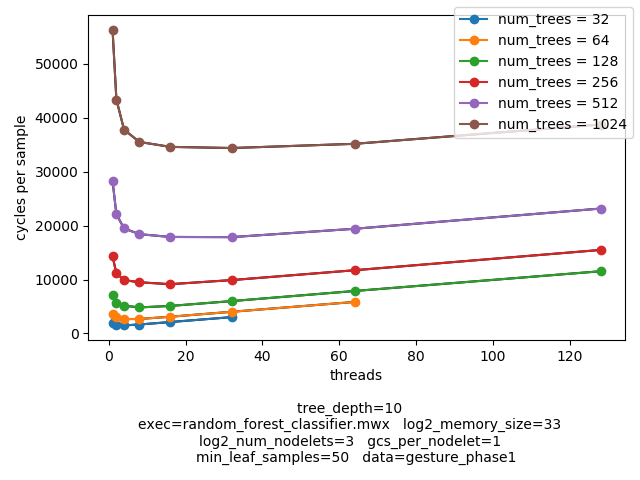 num_trees = 32
num_trees = 64
num_trees = 128
num_trees = 256
num_trees = 512
num_trees = 1024
cycles per sample
50000
40000
30000
20000
10000
0
0 20 40 60 80 100 120
threads
tree_depth=10
exec=random_forest_classifier.mwx log2_memory_size=33
log2_num_nodelets=3 gcs_per_nodelet=1
min_leaf_samples=50 data=gesture_phase1